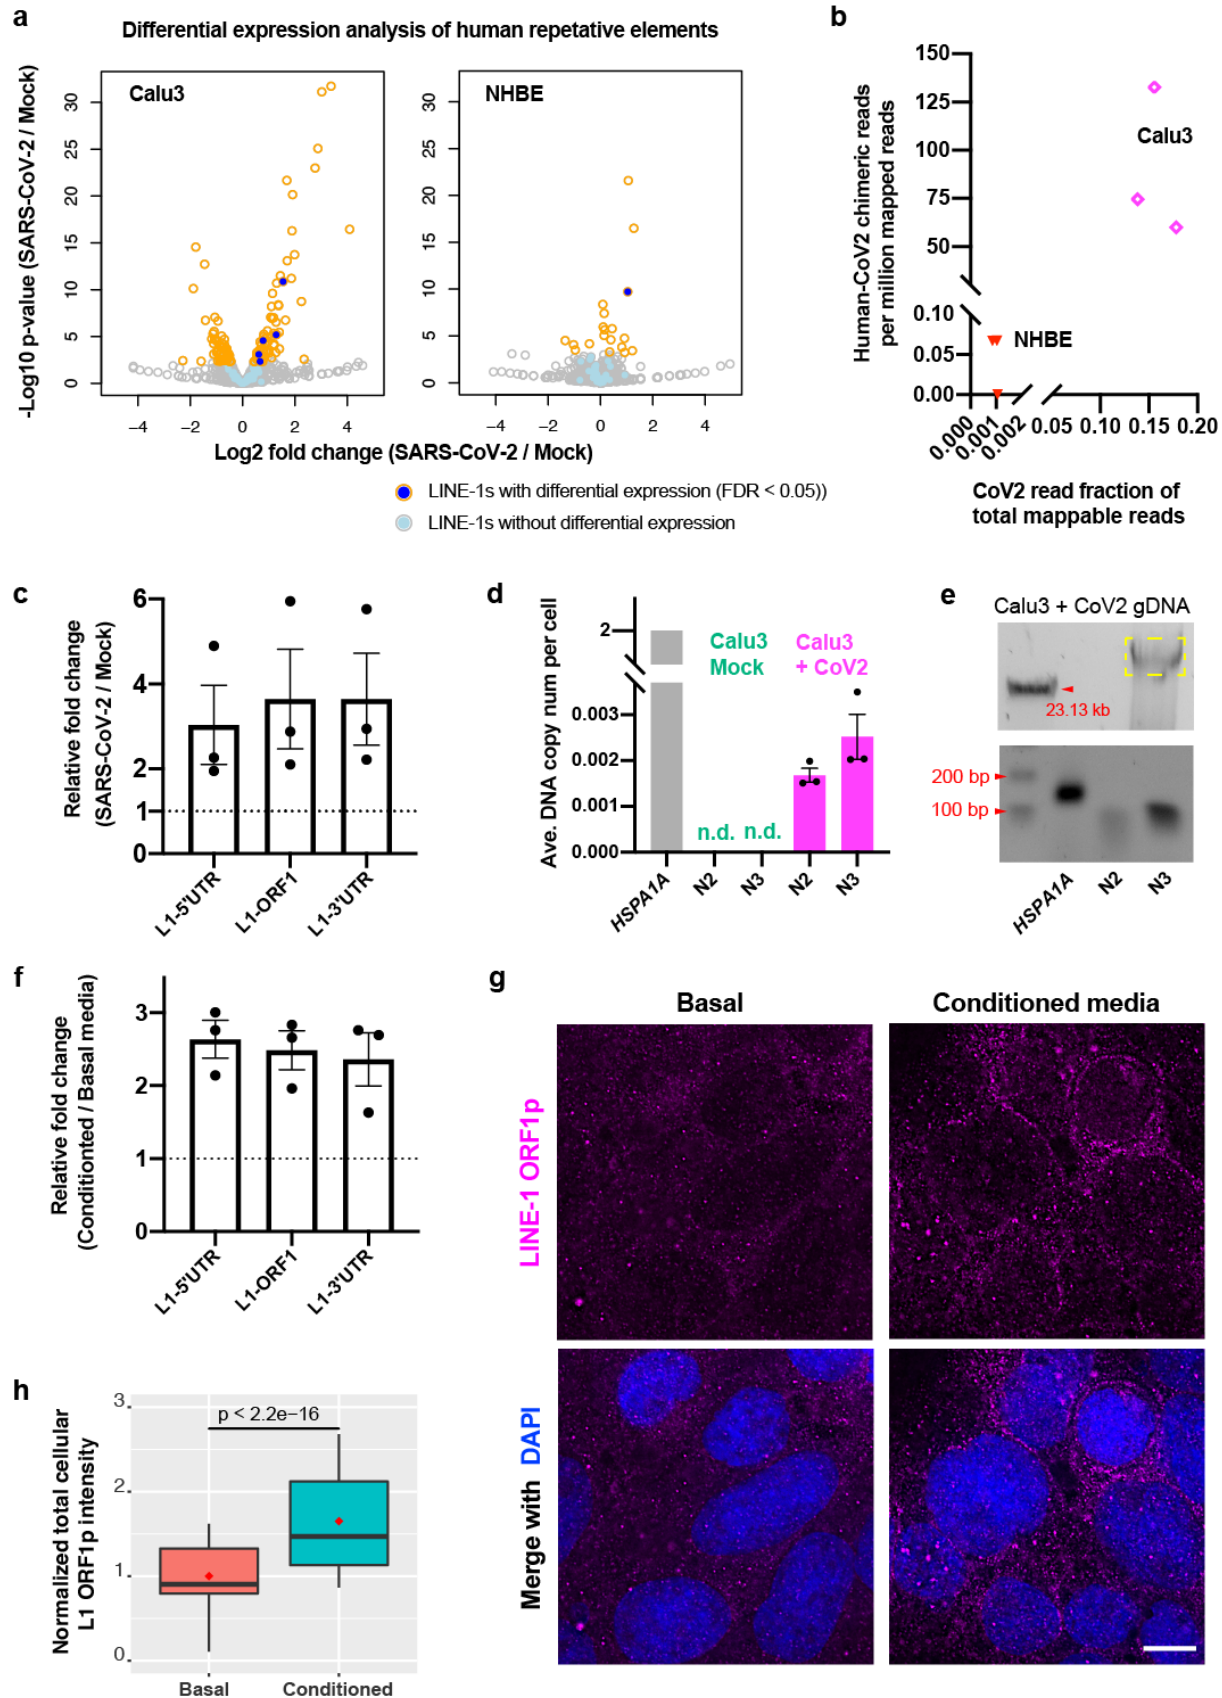 a
Differential expression analysis of human repetative elements
-Log10 p-value (SARS-CoV-2 / Mock)
Calu3
30
25
20
15
10
5
0
−4 −2 0 2 4
NHBE
30
25
20
15
10
5
0
−4 −2 0 2 4
Log2 fold change (SARS-CoV-2 / Mock)
LINE-1s with differential expression (FDR < 0.05))
LINE-1s without differential expression
b
Human-CoV2 chimeric reads
per million mapped reads
150
125
100
75
50
0.10
0.05
0.00
Calu3
NHBE
0.000 0.001 0.002 0.05 0.10 0.15 0.20
CoV2 read fraction of
total mappable reads
c
Relative fold change
(SARS-CoV-2 / Mock)
6
4
2
1
0
L1-5'UTR L1-ORF1 L1-3'UTR
d
Ave. DNA copy num per cell
2
0.003
0.002
0.001
0.000
Calu3
Mock
Calu3
+ CoV2
n.d. n.d.
HSPA1A N2 N3 N2 N3
e
Calu3 + CoV2 gDNA
23.13 kb
200 bp
100 bp
HSPA1A N2 N3
f
Relative fold change
(Conditionted / Basal media)
3
2
1
0
L1-5'UTR L1-ORF1 L1-3'UTR
g
Basal Conditioned media
LINE-1 ORF1p
Merge with DAPI
h
Normalized total cellular
L1 ORF1p intensity
3
2
1
0
p < 2.2e−16
Basal Conditioned